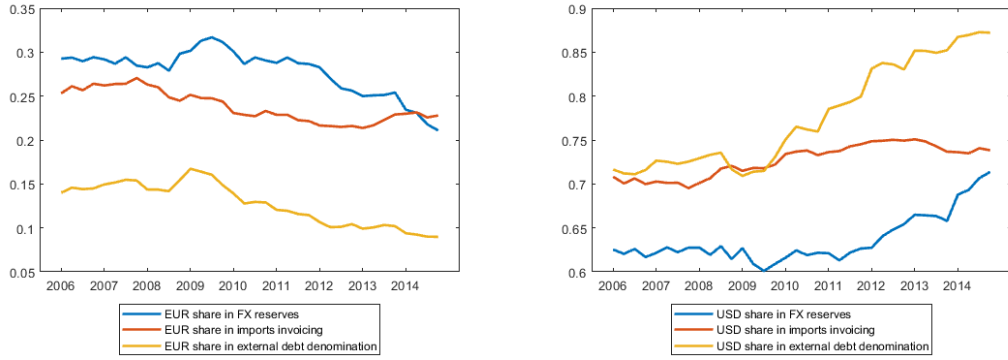 0.35
0.3
0.25
0.2
0.15
0.1
0.05
2006 2007 2008 2009 2010 2011 2012 2013 2014
EUR share in FX reserves
EUR share in imports invoicing
EUR share in external debt denomination
0.9
0.85
0.8
0.75
0.7
0.65
0.6
2006 2007 2008 2009 2010 2011 2012 2013 2014
USD share in FX reserves
USD share in imports invoicing
USD share in external debt denomination